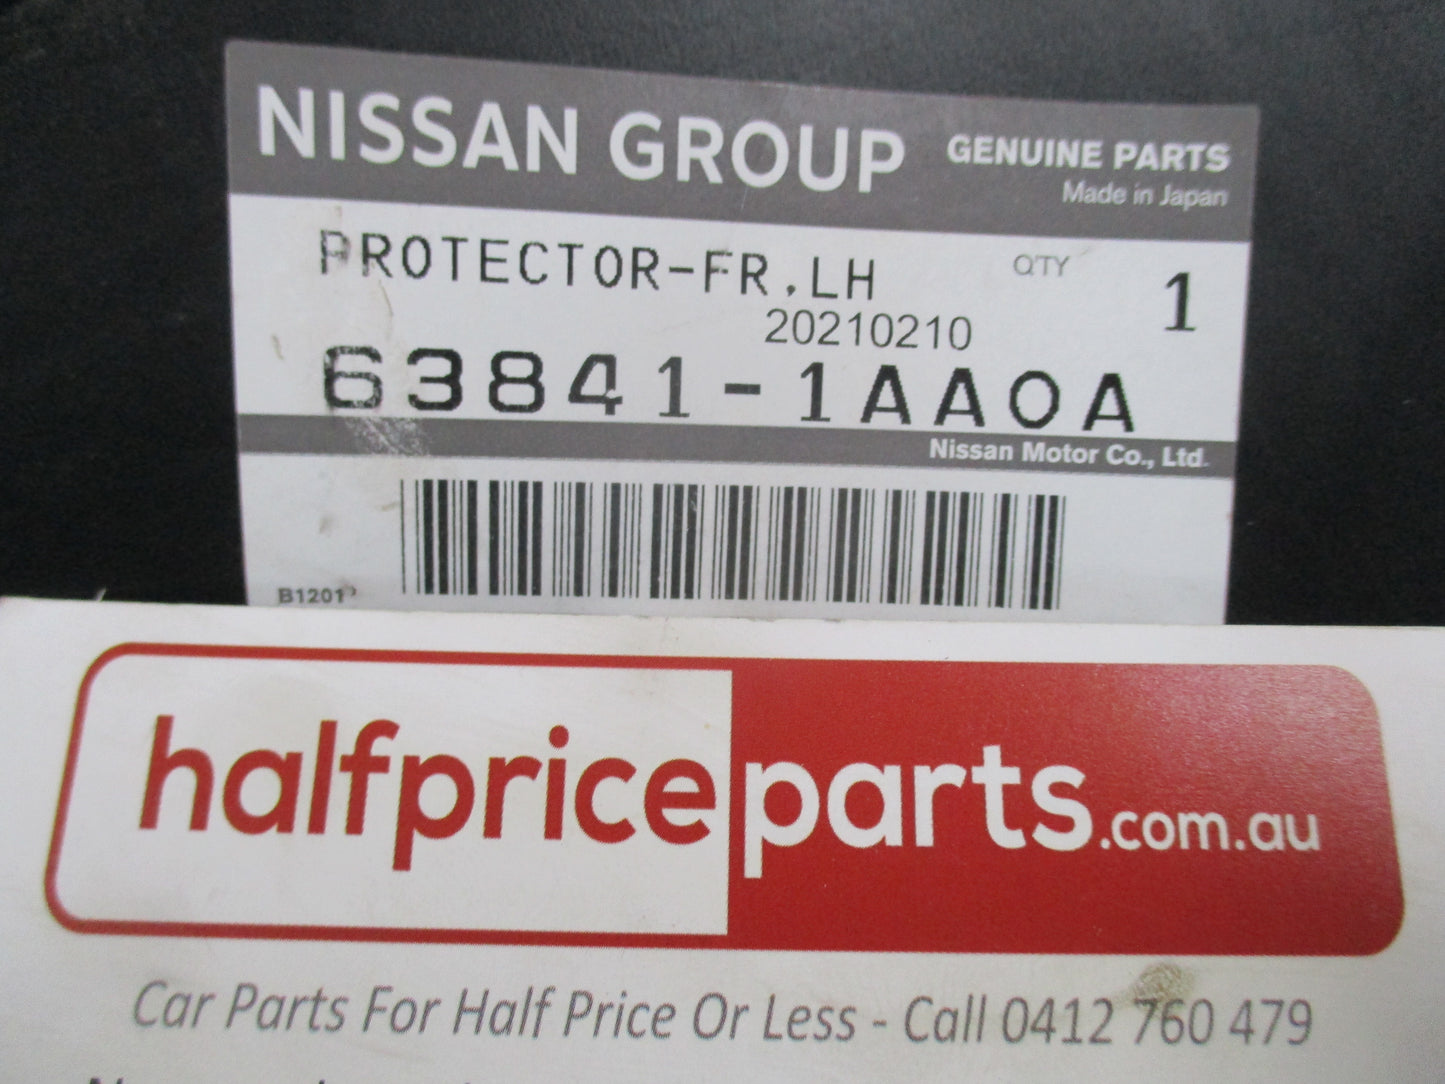 NISSAN GROUP GENUINE PARTS
Made in Japan
PROTECTOR-FR,LH QTY 1
20210210
63841-1AA0A
Nissan Motor Co., Ltd.
B1201
halfpriceparts.com.au
Car Parts For Half Price Or Less - Call 0412 760 479